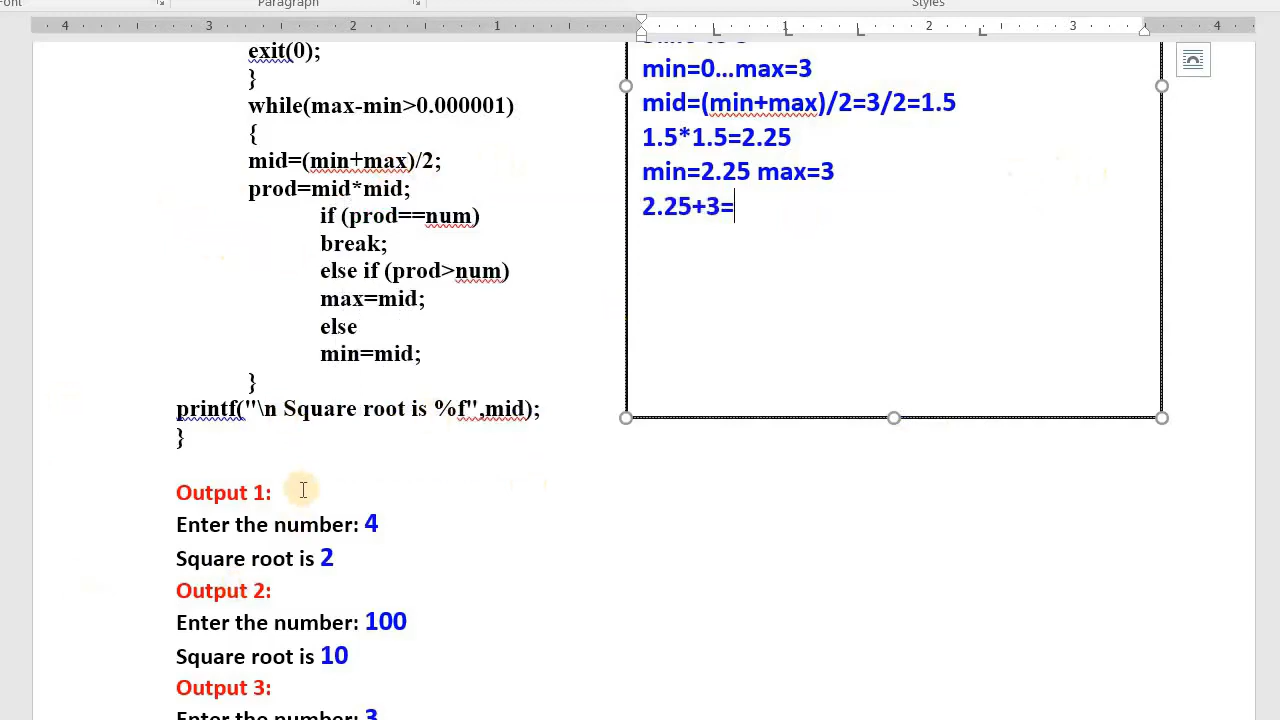 Font
Paragraph
Styles
4 3 2 1 1 2 3 4
exit(0);
}
while(max-min>0.000001)
{
mid=(min+max)/2;
prod=mid*mid;
if (prod==num)
break;
else if (prod>num)
max=mid;
else
min=mid;
}
printf("\n Square root is %f",mid);
}
Output 1:
Enter the number: 4
Square root is 2
Output 2:
Enter the number: 100
Square root is 10
Output 3:
Enter the number: 3
min=0...max=3
mid=(min+max)/2=3/2=1.5
1.5*1.5=2.25
min=2.25 max=3
2.25+3=